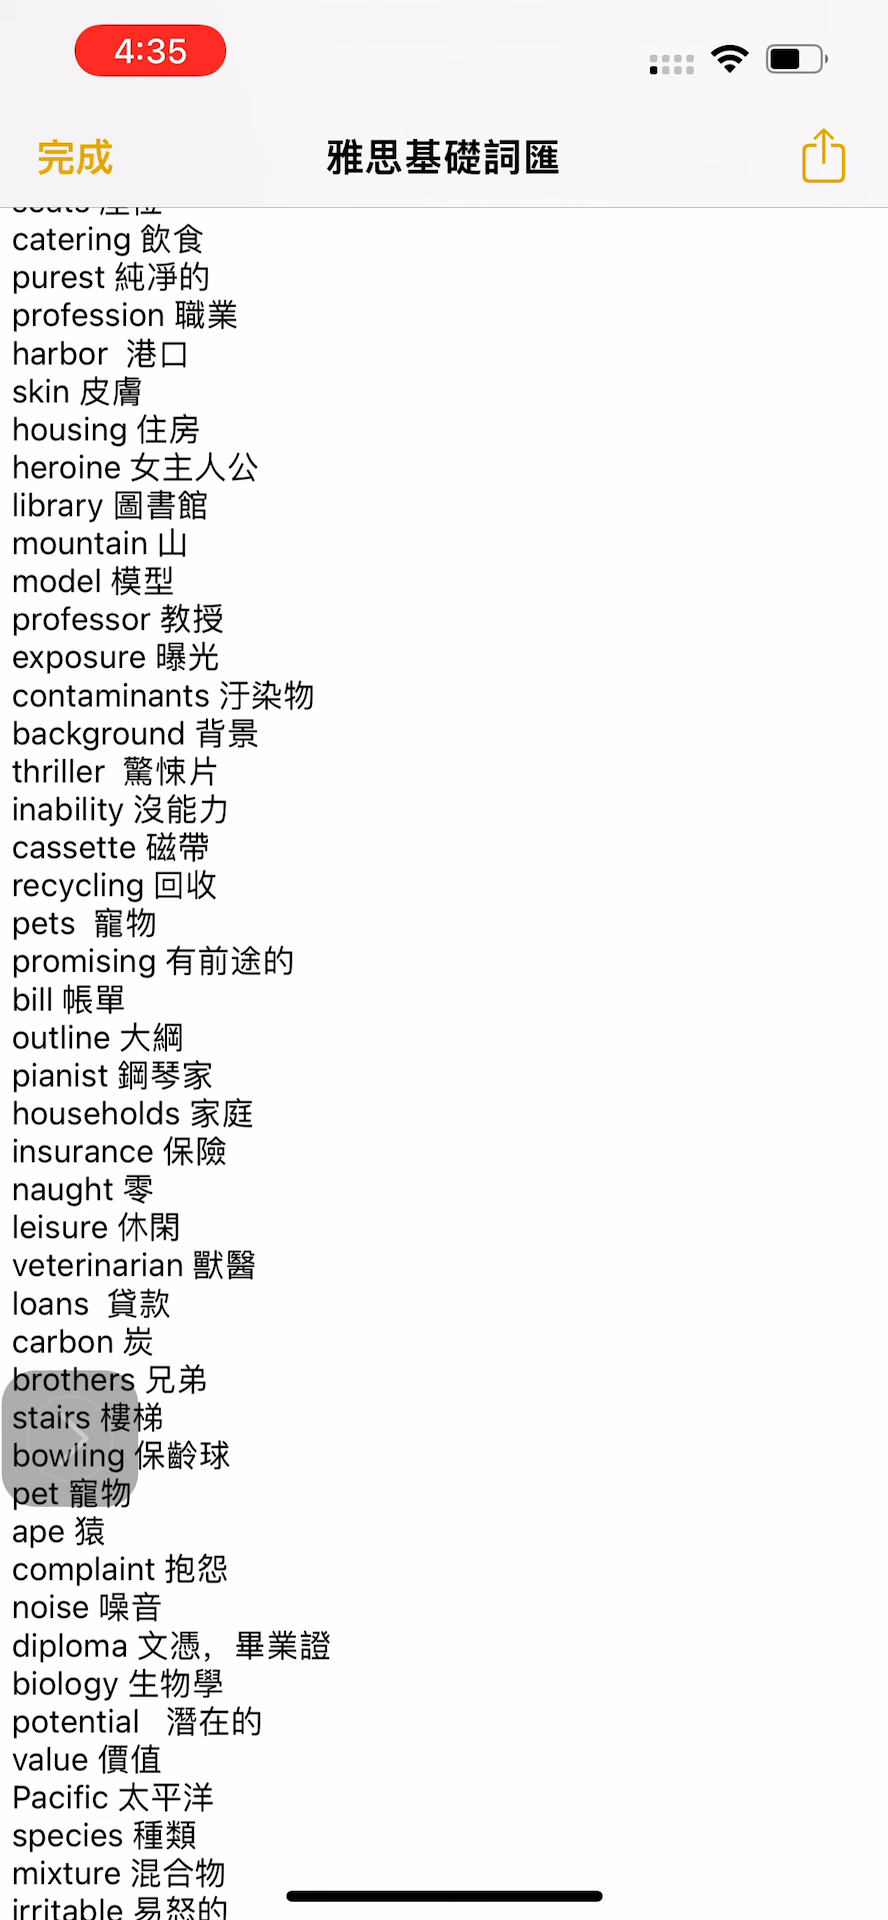 4:35
完成
雅思基礎詞匯
seats 座位
catering 飲食
purest 純凈的
profession 職業
harbor  港口
skin 皮膚
housing 住房
heroine 女主人公
library 圖書館
mountain 山
model 模型
professor 教授
exposure 曝光
contaminants 汙染物
background 背景
thriller  驚悚片
inability 沒能力
cassette 磁帶
recycling 回收
pets  寵物
promising 有前途的
bill 帳單
outline 大綱
pianist 鋼琴家
households 家庭
insurance 保險
naught 零
leisure 休閑
veterinarian 獸醫
loans  貸款
carbon 炭
brothers 兄弟
stairs 樓梯
bowling 保齡球
pet 寵物
ape 猿
complaint 抱怨
noise 噪音
diploma 文憑，畢業證
biology 生物學
potential   潛在的
value 價值
Pacific 太平洋
species 種類
mixture 混合物
irritable 易怒的